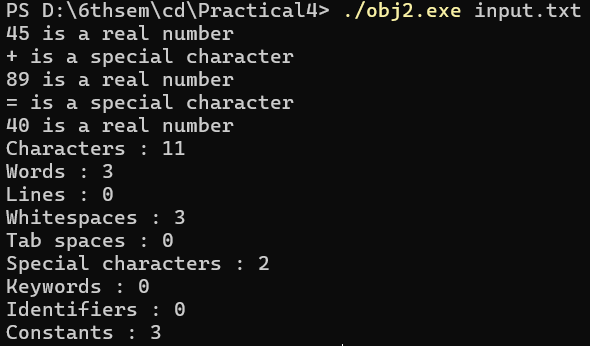 PS D:\6thsem\cd\Practical4> ./obj2.exe input.txt
45 is a real number
+ is a special character
89 is a real number
= is a special character
40 is a real number
Characters : 11
Words : 3
Lines : 0
Whitespaces : 3
Tab spaces : 0
Special characters : 2
Keywords : 0
Identifiers : 0
Constants : 3